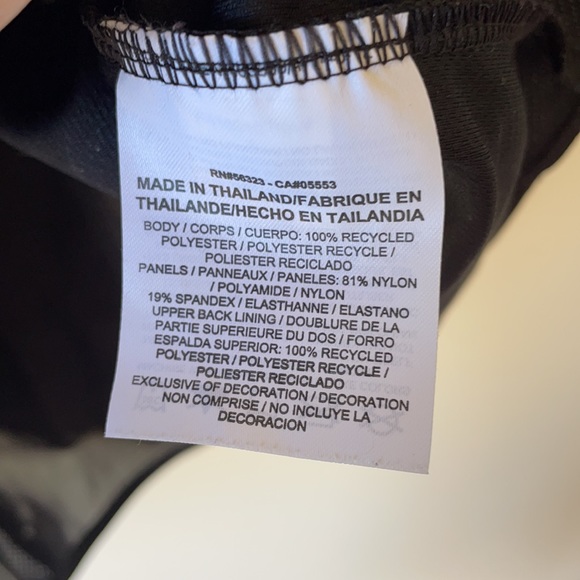 RN#56323 - CA#05553
MADE IN THAILAND/FABRIQUE EN
THAILANDE/HECHO EN TAILANDIA
BODY / CORPS / CUERPO: 100% RECYCLED
POLYESTER / POLYESTER RECYCLE /
POLIESTER RECICLADO
PANELS / PANNEAUX / PANELES: 81% NYLON
/ POLYAMIDE / NYLON
19% SPANDEX / ELASTHANNE / ELASTANO
UPPER BACK LINING / DOUBLURE DE LA
PARTIE SUPERIEURE DU DOS / FORRO
ESPALDA SUPERIOR: 100% RECYCLED
POLYESTER / POLYESTER RECYCLE /
POLIESTER RECICLADO
EXCLUSIVE OF DECORATION / DECORATION
NON COMPRISE / NO INCLUYE LA
DECORACION